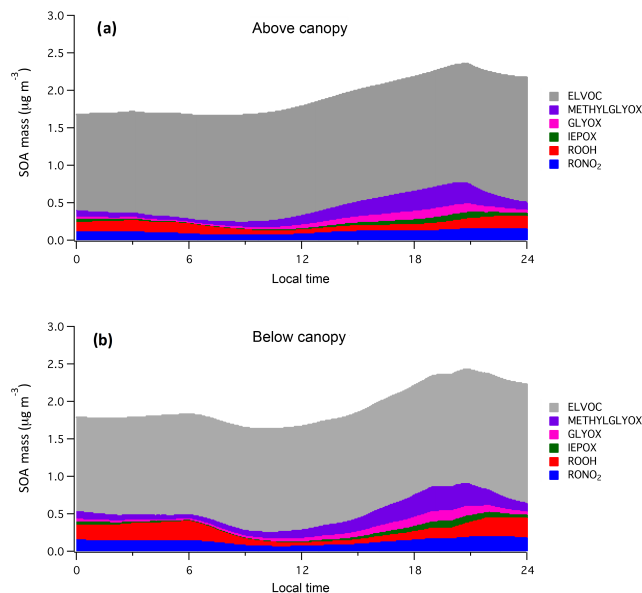 (a)
Above canopy
3.0
2.5
2.0
1.5
1.0
0.5
0.0
SOA mass (µg m⁻³)
0 6 12 18 24
Local time
ELVOC
METHYLGLYOX
GLYOX
IEPOX
ROOH
RONO₂
(b)
Below canopy
3.0
2.5
2.0
1.5
1.0
0.5
0.0
SOA mass (µg m⁻³)
0 6 12 18 24
Local time
ELVOC
METHYLGLYOX
GLYOX
IEPOX
ROOH
RONO₂